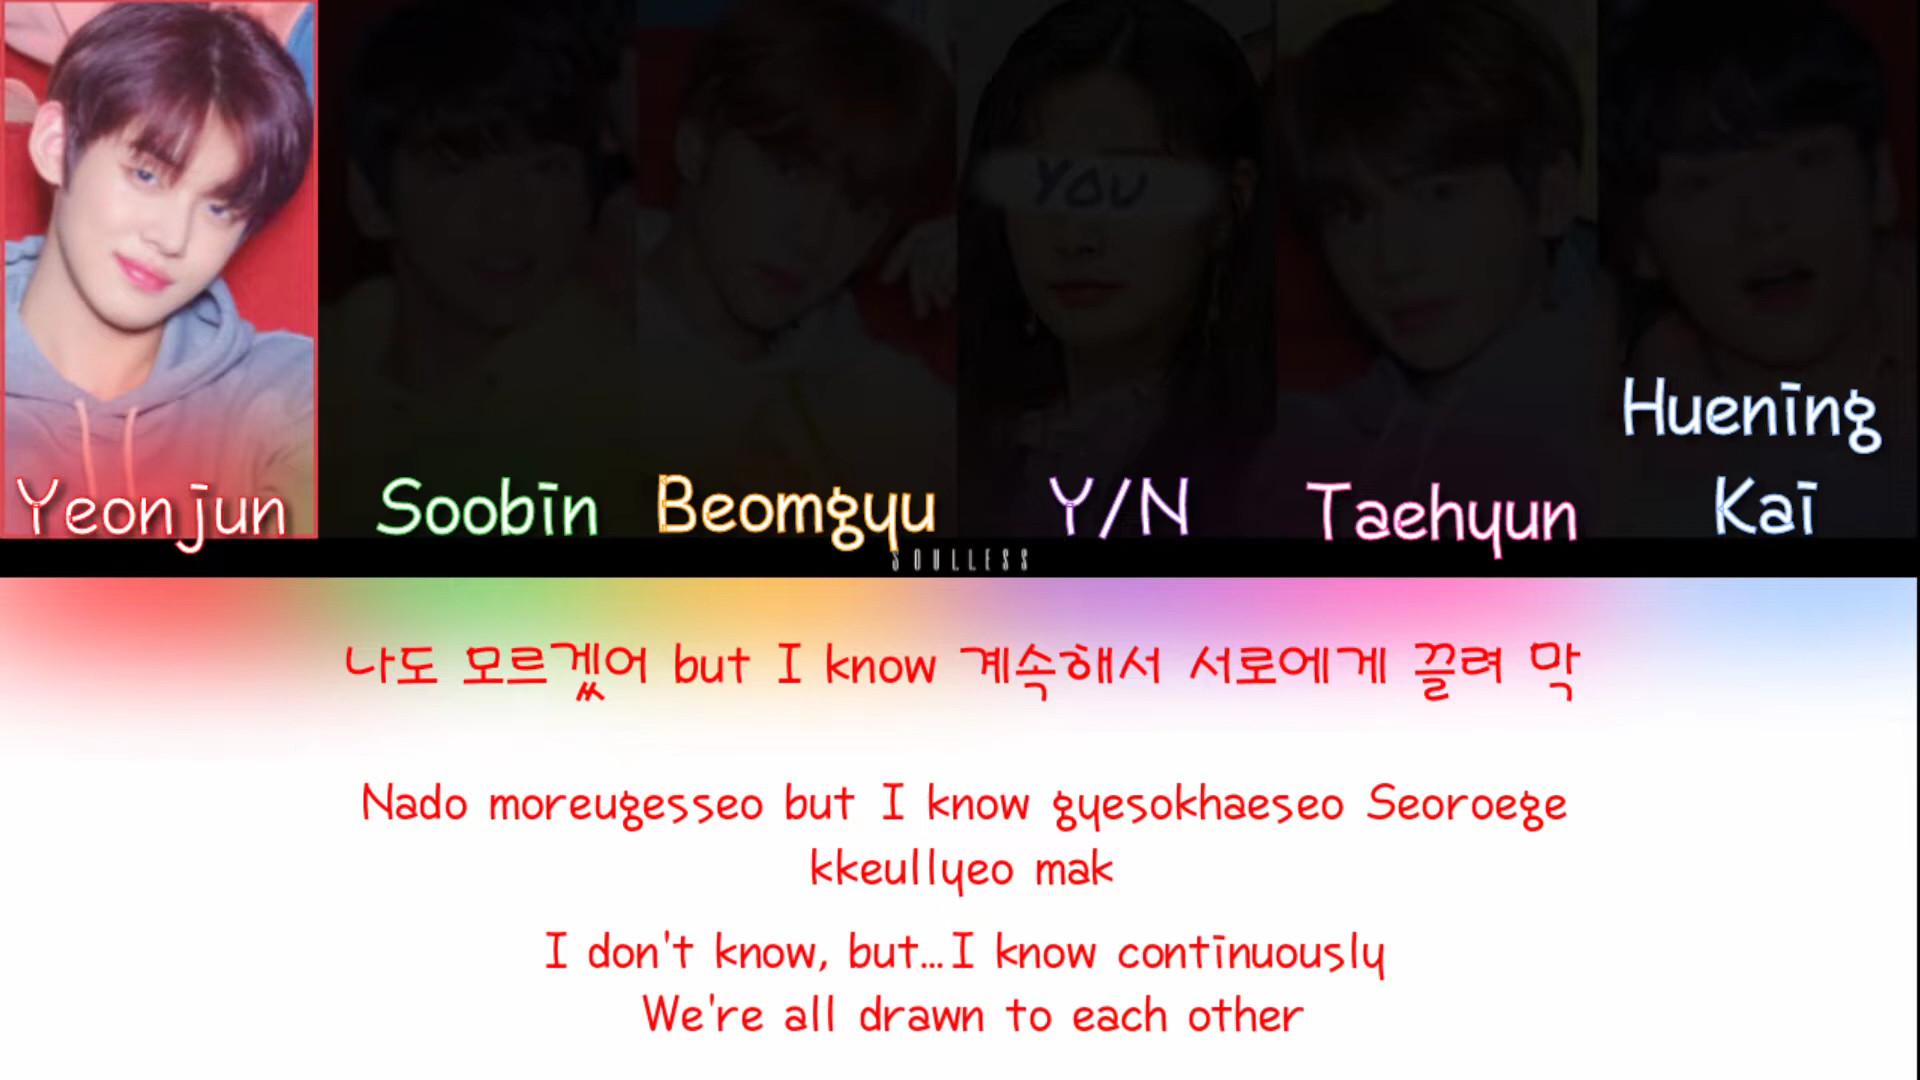 YOU
Huening
Yeonjun Soobin Beomgyu Y/N Taehyun Kai
SOULLESS
나도 모르겠어 but I know 계속해서 서로에게 끌려 막
Nado moreugesseo but I know gyesokhaeseo Seoroege
kkeullyeo mak
I don't know, but...I know continuously
We're all drawn to each other